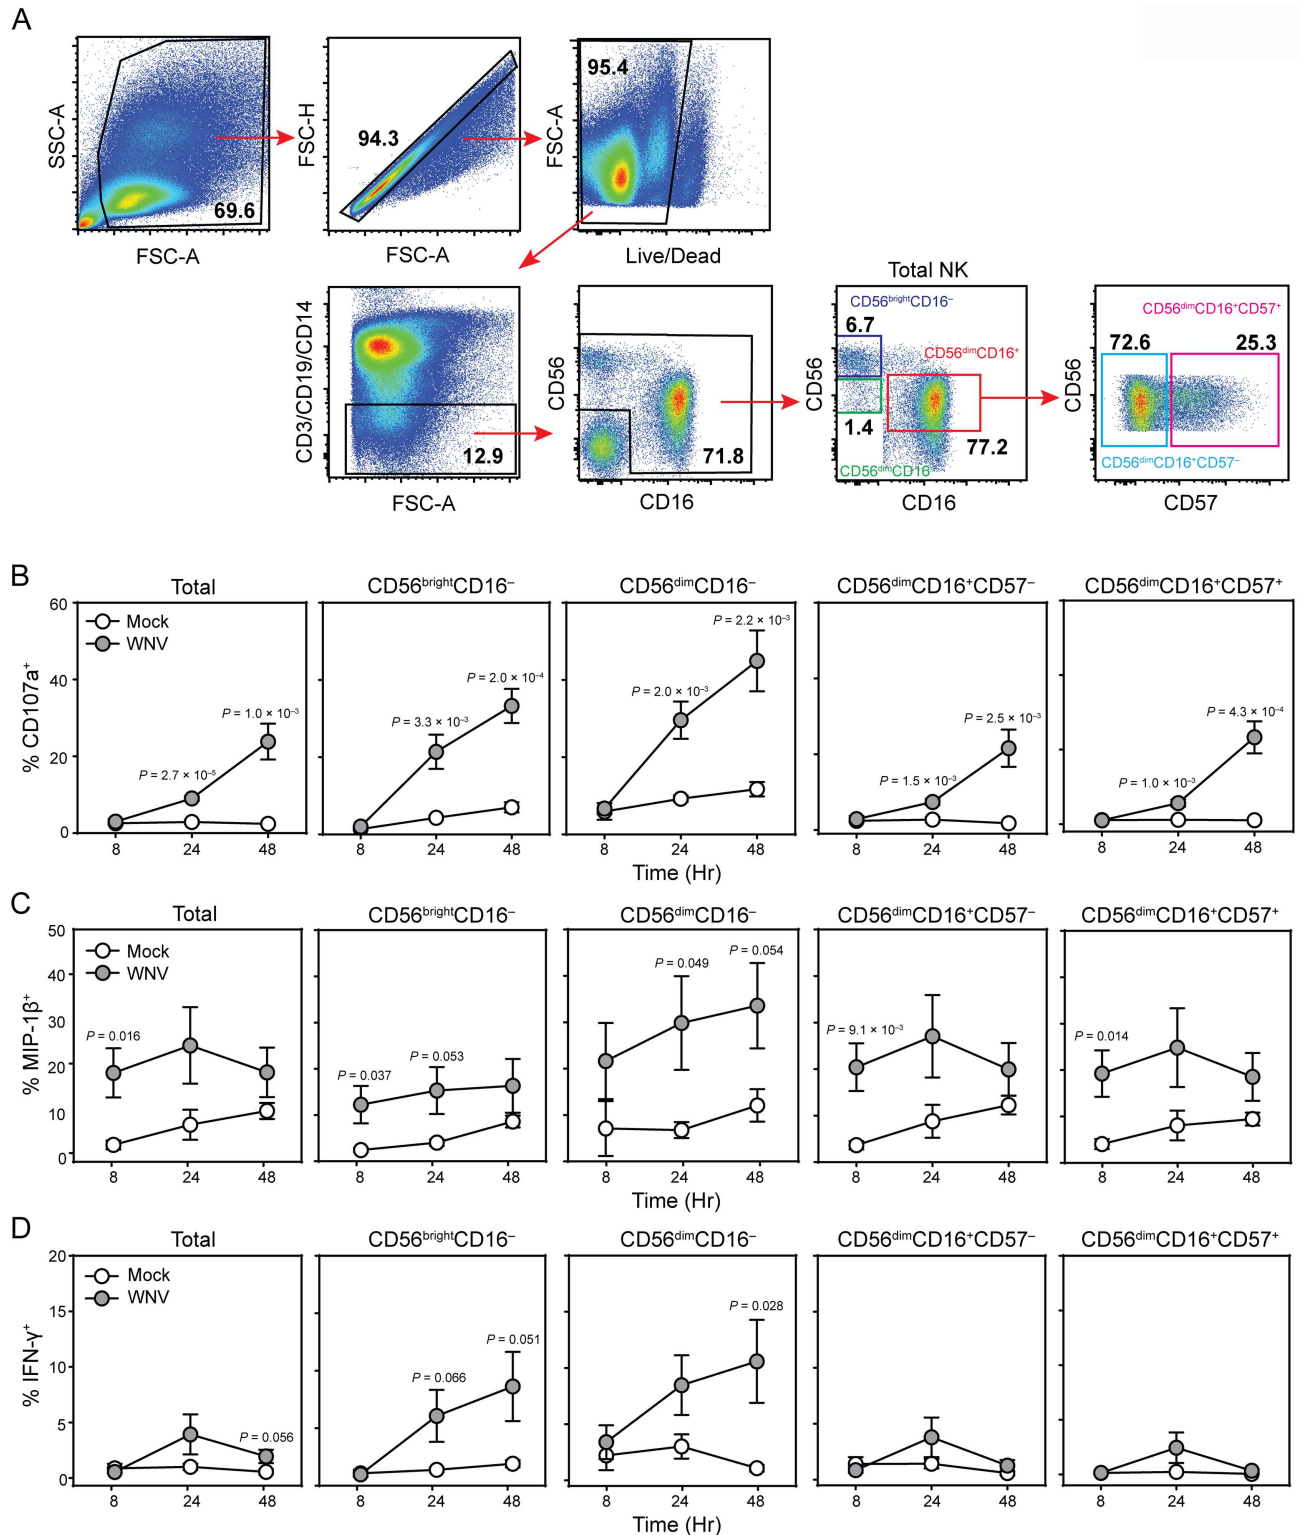 A
SSC-A
69.6
FSC-A
FSC-H
94.3
FSC-A
FSC-A
95.4
Live/Dead
CD3/CD19/CD14
12.9
FSC-A
CD56
71.8
CD16
Total NK
CD56brightCD16–
6.7
CD56dimCD16+
CD56
1.4
77.2
CD56dimCD16
CD16
CD56dimCD16+CD57+
72.6 25.3
CD56
CD56dimCD16+CD57–
CD57
B
Total CD56brightCD16– CD56dimCD16– CD56dimCD16+CD57– CD56dimCD16+CD57+
% CD107a+
60
40
20
0
Mock
WNV
P = 2.7 × 10–5
P = 1.0 × 10–3
P = 3.3 × 10–3
P = 2.0 × 10–4
P = 2.0 × 10–3
P = 2.2 × 10–3
P = 1.5 × 10–3
P = 2.5 × 10–3
P = 1.0 × 10–3
P = 4.3 × 10–4
8 24 48 8 24 48 8 24 48 8 24 48 8 24 48
Time (Hr)
C
Total CD56brightCD16– CD56dimCD16– CD56dimCD16+CD57– CD56dimCD16+CD57+
% MIP-1β+
50
40
30
20
10
0
Mock
WNV
P = 0.016
P = 0.037
P = 0.053
P = 0.049
P = 0.054
P = 9.1 × 10–3
P = 0.014
8 24 48 8 24 48 8 24 48 8 24 48 8 24 48
Time (Hr)
D
Total CD56brightCD16– CD56dimCD16– CD56dimCD16+CD57– CD56dimCD16+CD57+
% IFN-γ+
20
15
10
5
0
Mock
WNV
P = 0.056
P = 0.066
P = 0.051
P = 0.028
8 24 48 8 24 48 8 24 48 8 24 48 8 24 48
Time (Hr)